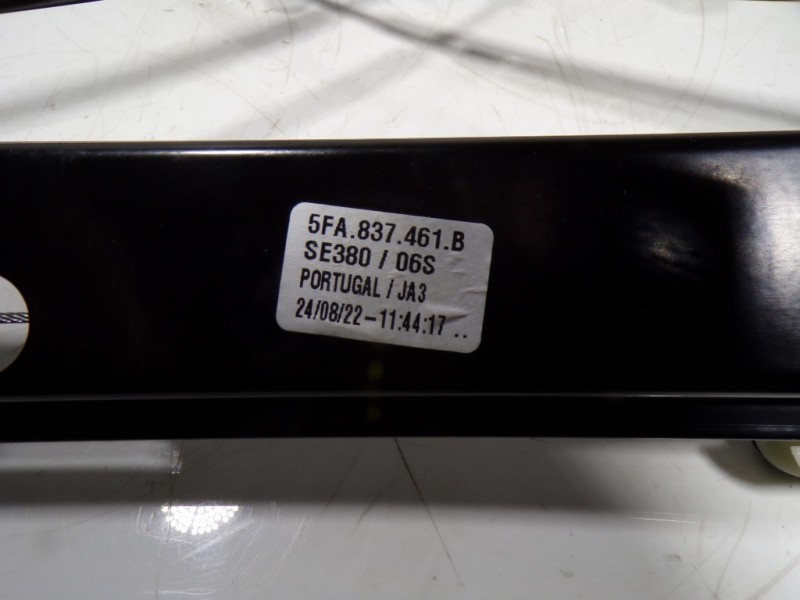 5FA.837.461.B
SE380 / 06S
PORTUGAL / JA3
24/08/22-11:44:17 ..